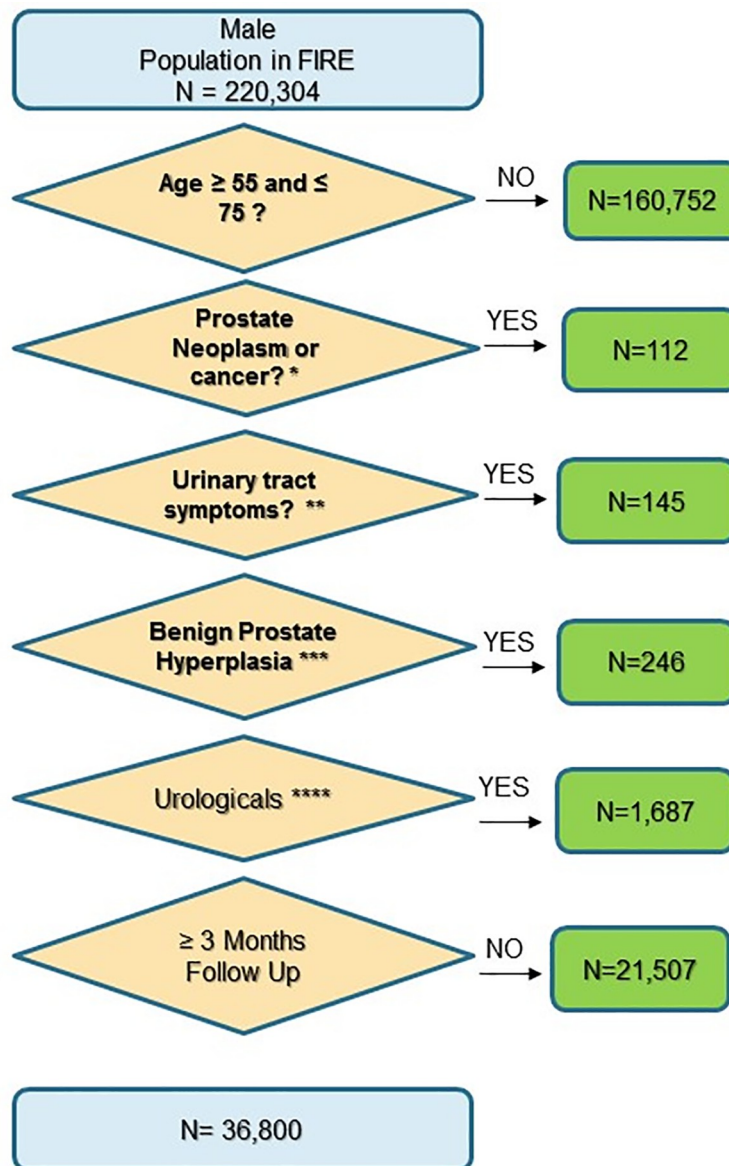 Male
Population in FIRE
N = 220,304
Age ≥ 55 and ≤
75 ?
NO
N=160,752
Prostate
Neoplasm or
cancer? *
YES
N=112
Urinary tract
symptoms? **
YES
N=145
Benign Prostate
Hyperplasia ***
YES
N=246
Urologicals ****
YES
N=1,687
≥ 3 Months
Follow Up
NO
N=21,507
N= 36,800